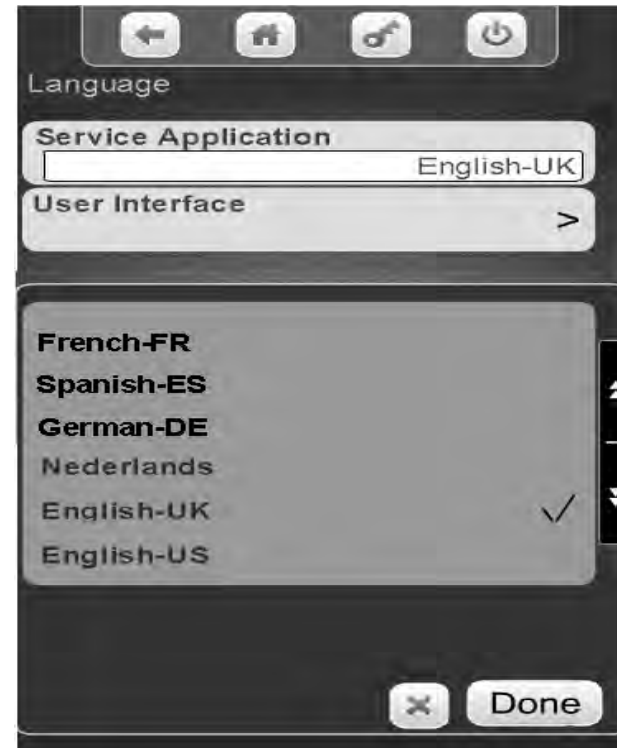 Language
Service Application
English-UK
User Interface
>
French-FR
Spanish-ES
German-DE
Nederlands
English-UK
English-US
Done